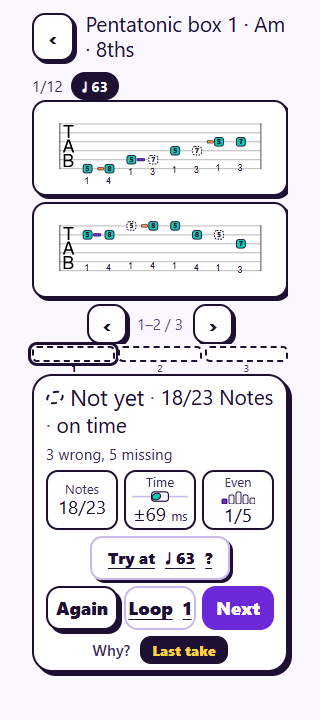 ‹ Pentatonic box 1 · Am
· 8ths
1/12 ♩ 63
T
A
B
5 8 5 7 5 7 5 7
1 4 1 3 1 3 1 3
T
A
B
5 8 5 8 5 8 5 7
1 4 1 4 1 4 1 3
‹ 1–2 / 3 ›
1 2 3
Not yet · 18/23 Notes
· on time
3 wrong, 5 missing
Notes Time Even
18/23 ±69 ms 1/5
Try at ♩ 63 ?
Again Loop 1 Next
Why? Last take